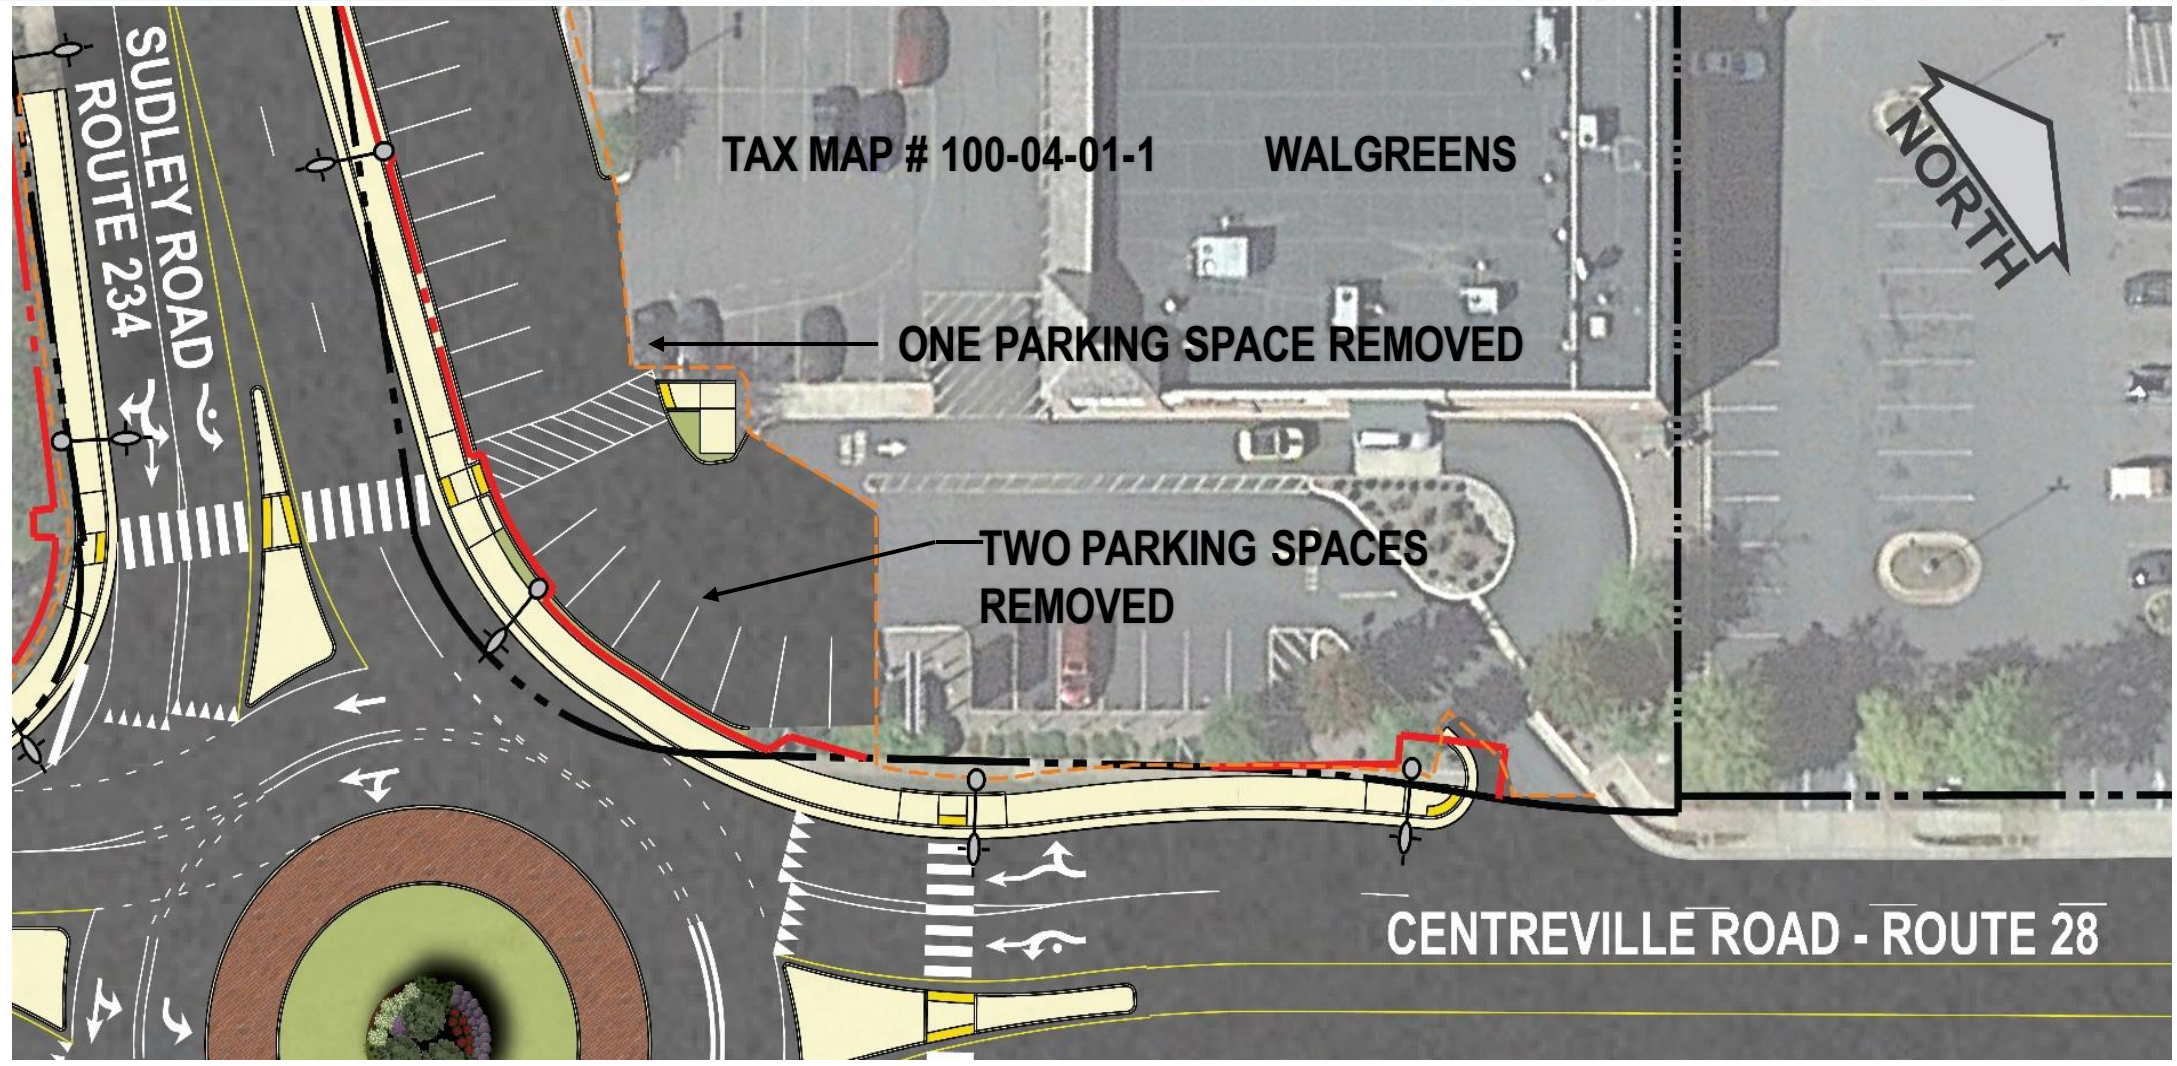 SUDLEY ROAD
ROUTE 234
TAX MAP # 100-04-01-1
WALGREENS
NORTH
ONE PARKING SPACE REMOVED
TWO PARKING SPACES
REMOVED
CENTREVILLE ROAD - ROUTE 28